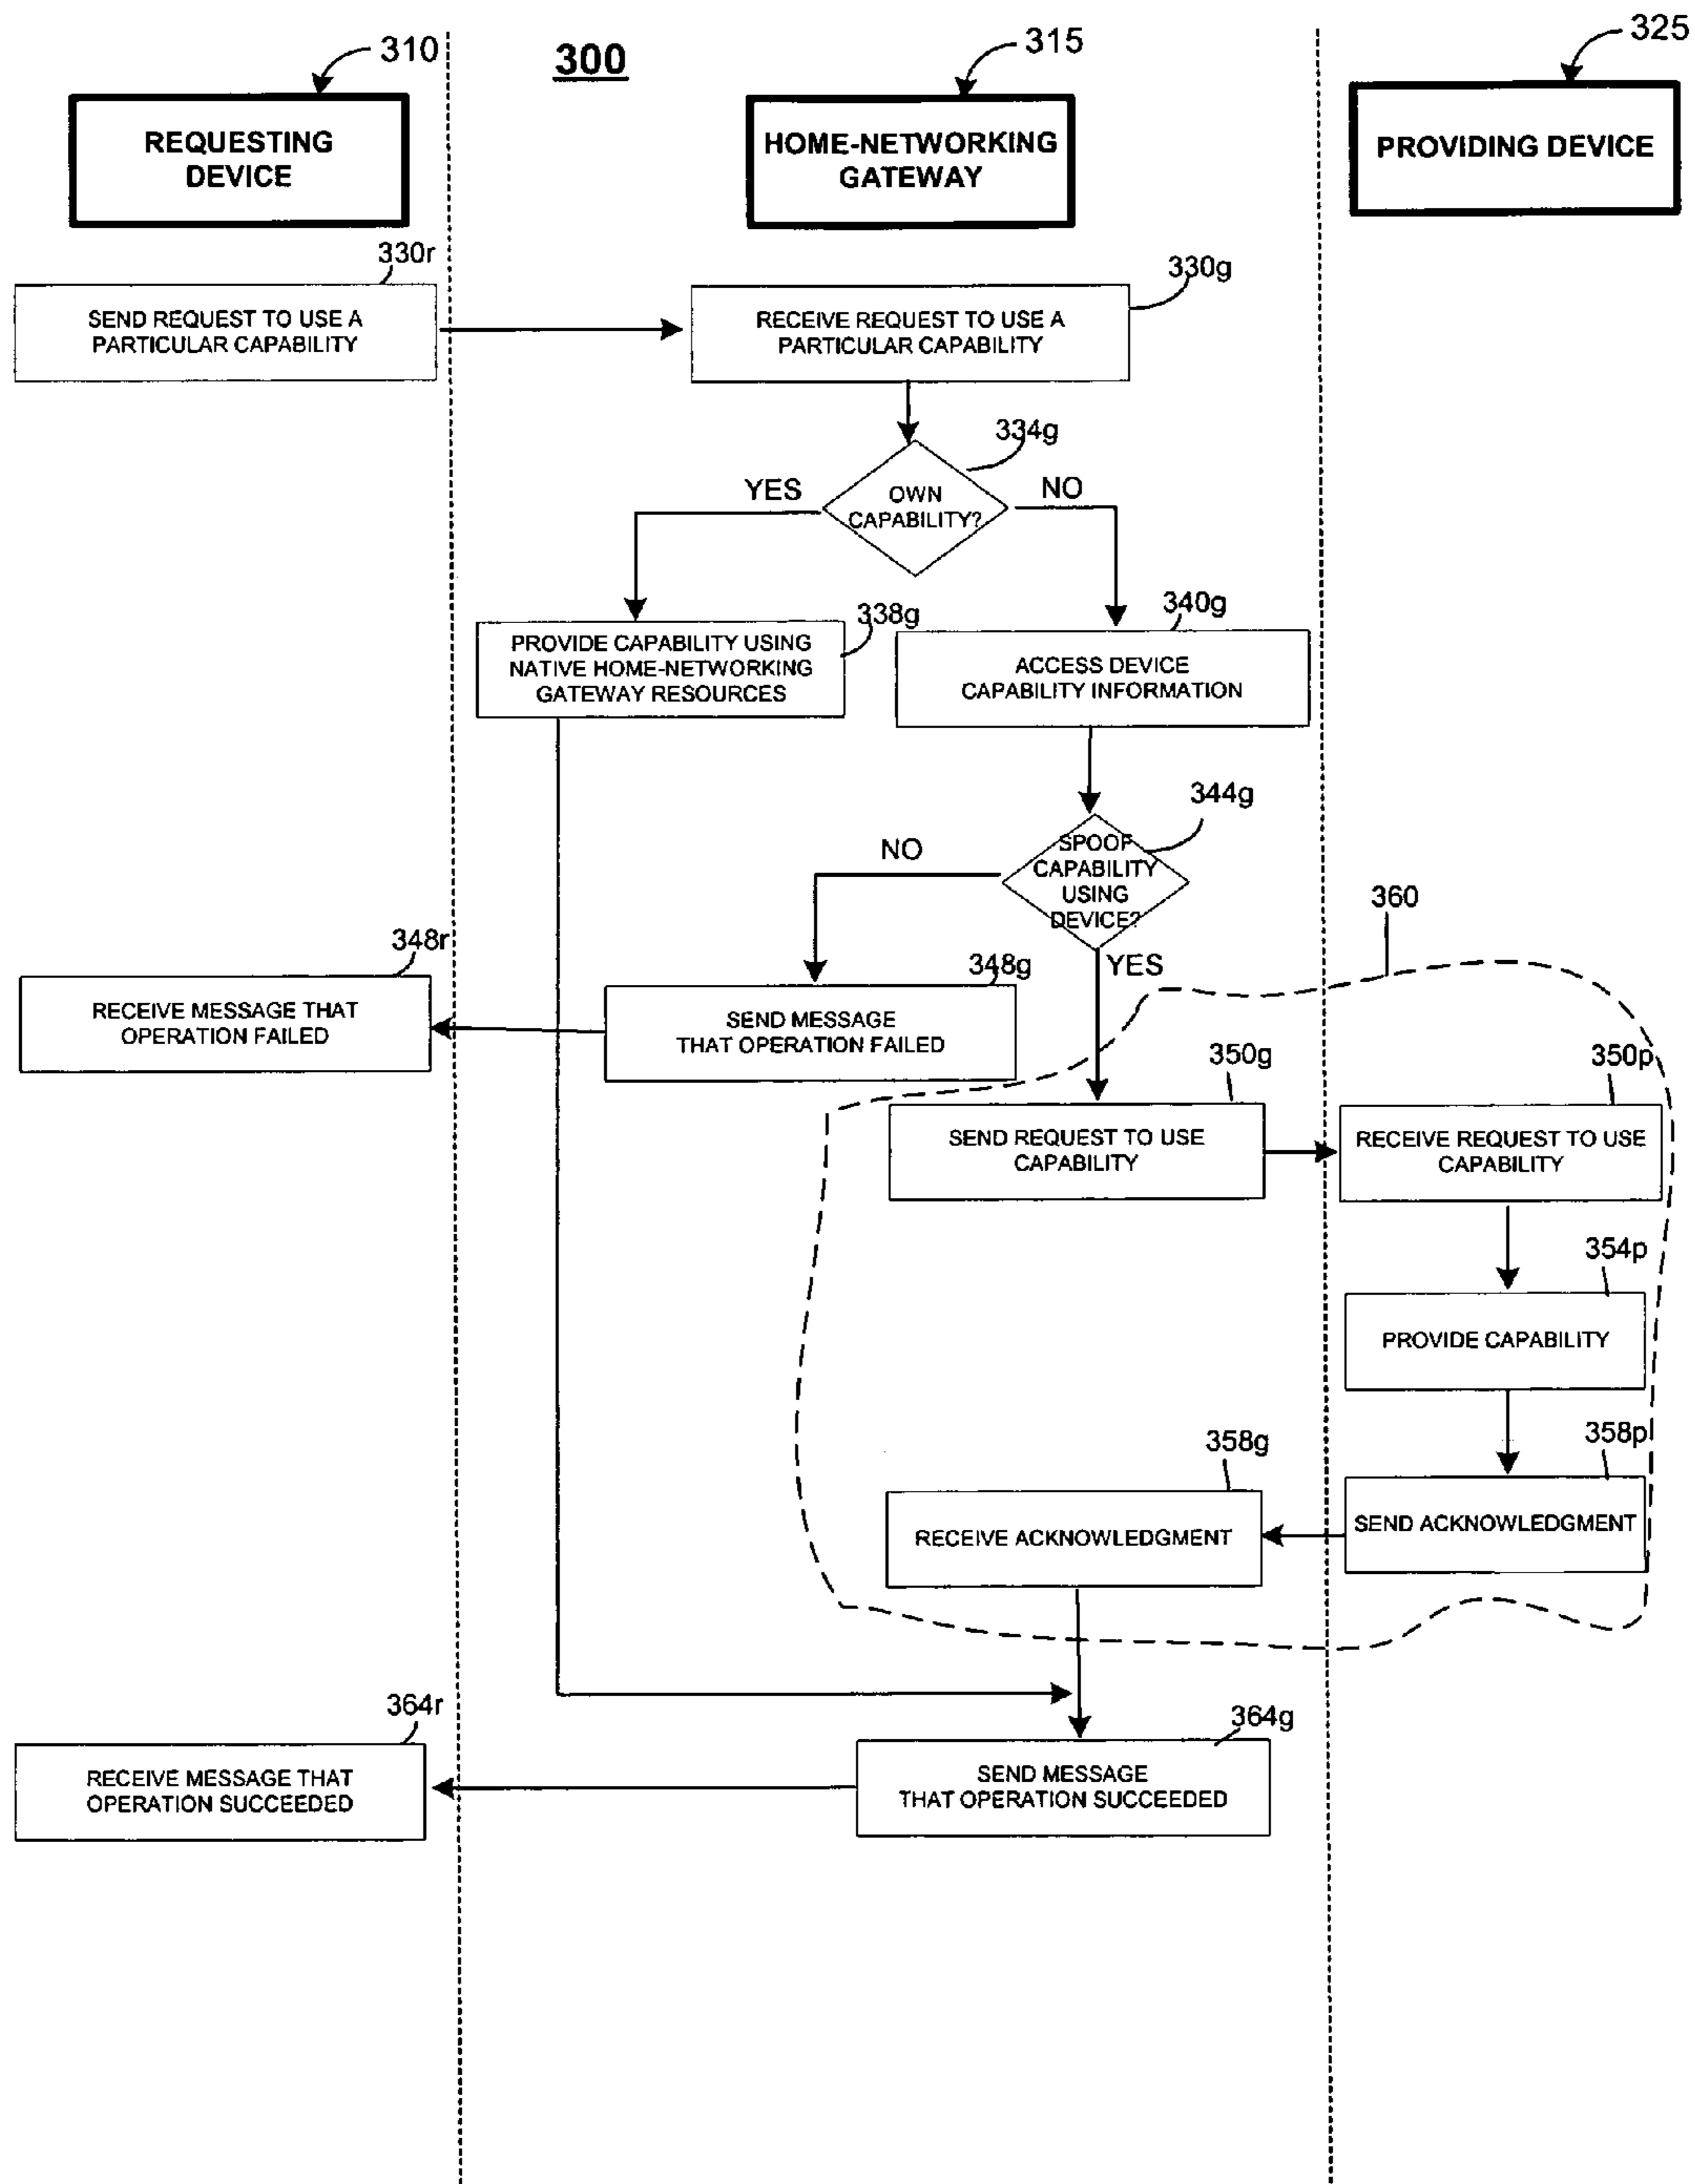 310
300
315
325
REQUESTING
DEVICE
HOME-NETWORKING
GATEWAY
PROVIDING DEVICE
330r
330g
SEND REQUEST TO USE A
PARTICULAR CAPABILITY
RECEIVE REQUEST TO USE A
PARTICULAR CAPABILITY
334g
YES
OWN
CAPABILITY?
NO
338g
340g
PROVIDE CAPABILITY USING
NATIVE HOME-NETWORKING
GATEWAY RESOURCES
ACCESS DEVICE
CAPABILITY INFORMATION
344g
NO
SPOOF
CAPABILITY
USING
DEVICE?
YES
360
348r
348g
RECEIVE MESSAGE THAT
OPERATION FAILED
SEND MESSAGE
THAT OPERATION FAILED
350g
350p
SEND REQUEST TO USE
CAPABILITY
RECEIVE REQUEST TO USE
CAPABILITY
354p
PROVIDE CAPABILITY
358g
358p
RECEIVE ACKNOWLEDGMENT
SEND ACKNOWLEDGMENT
364r
364g
RECEIVE MESSAGE THAT
OPERATION SUCCEEDED
SEND MESSAGE
THAT OPERATION SUCCEEDED